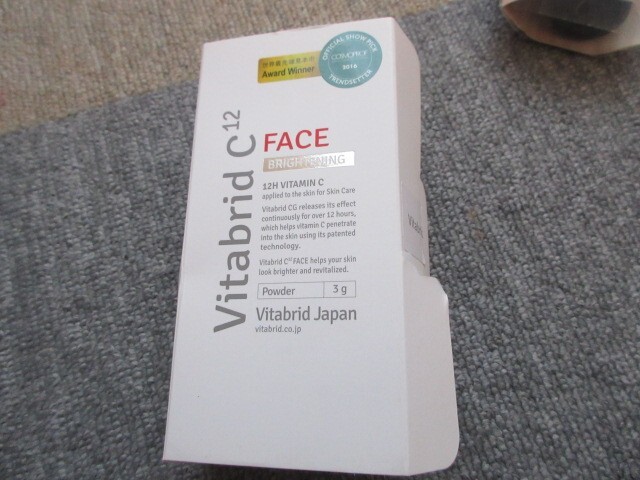 Award Winner
OFFICIAL SHOW PICK
COSMOPROF
2016
TRENDSETTER
Vitabrid C12
FACE
BRIGHTENING
12H VITAMIN C
applied to the skin for Skin Care
Vitabrid CG releases its effect
continuously for over 12 hours,
which helps vitamin C penetrate
into the skin using its patented
technology.
Vitabrid C12 FACE helps your skin
look brighter and revitalized.
Powder
3 g
Vitabrid Japan
vitabrid.co.jp